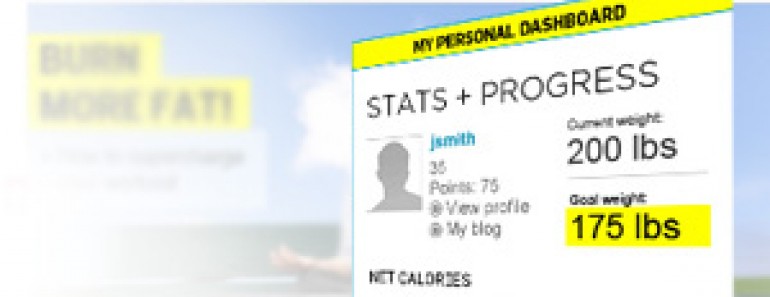 BURN
MORE FAT!
MY PERSONAL DASHBOARD
STATS + PROGRESS
jsmith
35
Points: 75
View profile
My blog
Current weight:
200 lbs
Goal weight:
175 lbs
NET CALORIES